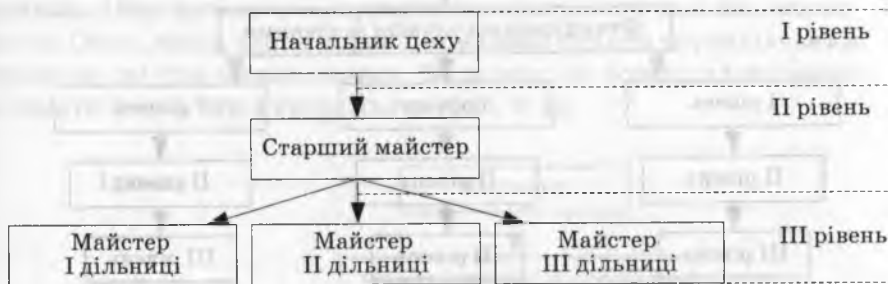 Начальник цеху
I рівень
II рівень
Старший майстер
Майстер
I дільниці
Майстер
II дільниці
Майстер
III дільниці
III рівень